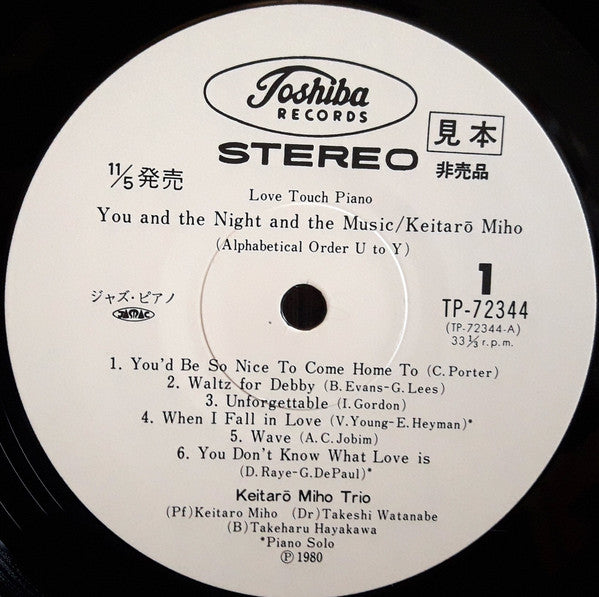 Toshiba
RECORDS
見本
STEREO
非売品
11/5 発売
Love Touch Piano
You and the Night and the Music/Keitarō Miho
(Alphabetical Order U to Y)
1
ジャズ・ピアノ
TP-72344
JASRAC
(TP-72344-A)
33⅓ r.p.m.
1. You'd Be So Nice To Come Home To (C. Porter)
2. Waltz for Debby (B. Evans-G. Lees)
3. Unforgettable (I. Gordon)
4. When I Fall in Love (V. Young-E. Heyman)*
5. Wave (A. C. Jobim)
6. You Don't Know What Love is
(D. Raye-G. DePaul)*
Keitarō Miho Trio
(Pf) Keitaro Miho (Dr) Takeshi Watanabe
(B) Takeharu Hayakawa
*Piano Solo
Ⓟ 1980